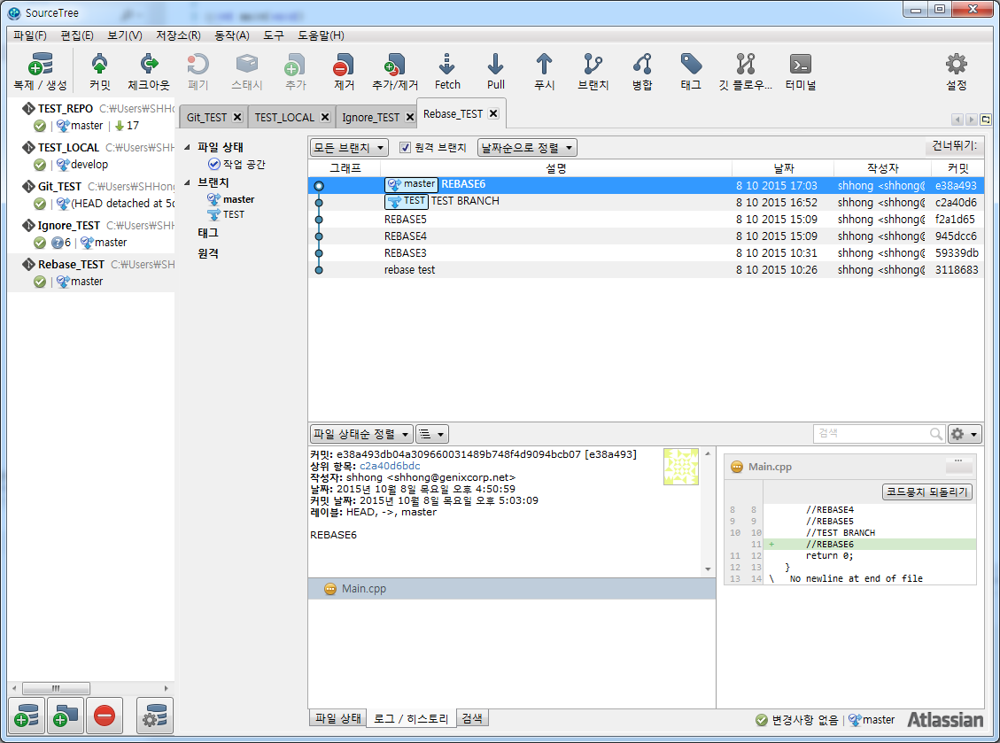 SourceTree
파일(F) 편집(E) 보기(V) 저장소(R) 동작(A) 도구 도움말(H)
복제 / 생성 커밋 체크아웃 폐기 스태시 추가 제거 추가/제거 Fetch Pull 푸시 브랜치 병합 태그 깃 플로우... 터미널 설정
TEST_REPO C:₩Users₩SHHo
master 17
TEST_LOCAL C:₩Users₩SHH
develop
Git_TEST C:₩Users₩SHHong
(HEAD detached at 5c
Ignore_TEST C:₩Users₩SHH
6 master
Rebase_TEST C:₩Users₩SH
master
Git_TEST TEST_LOCAL Ignore_TEST Rebase_TEST
파일 상태
작업 공간
브랜치
master
TEST
태그
원격
모든 브랜치 원격 브랜치 날짜순으로 정렬 건너뛰기:
그래프 설명 날짜 작성자 커밋
master REBASE6 8 10 2015 17:03 shhong <shhong@ e38a493
TEST TEST BRANCH 8 10 2015 16:52 shhong <shhong@ c2a40d6
REBASE5 8 10 2015 15:09 shhong <shhong@ f2a1d65
REBASE4 8 10 2015 15:09 shhong <shhong@ 945dcc6
REBASE3 8 10 2015 10:31 shhong <shhong@ 59339db
rebase test 8 10 2015 10:26 shhong <shhong@ 3118683
파일 상태순 정렬 검색
커밋: e38a493db04a309660031489b748f4d9094bcb07 [e38a493]
상위 항목: c2a40d6bdc
작성자: shhong <shhong@genixcorp.net>
날짜: 2015년 10월 8일 목요일 오후 4:50:59
커밋 날짜: 2015년 10월 8일 목요일 오후 5:03:09
레이블: HEAD, ->, master
REBASE6
Main.cpp
Main.cpp
코드뭉치 되돌리기
8 8 //REBASE4
9 9 //REBASE5
10 10 //TEST BRANCH
11 + //REBASE6
11 12 return 0;
12 13 }
13 14 \ No newline at end of file
파일 상태 로그 / 히스토리 검색
변경사항 없음 master Atlassian